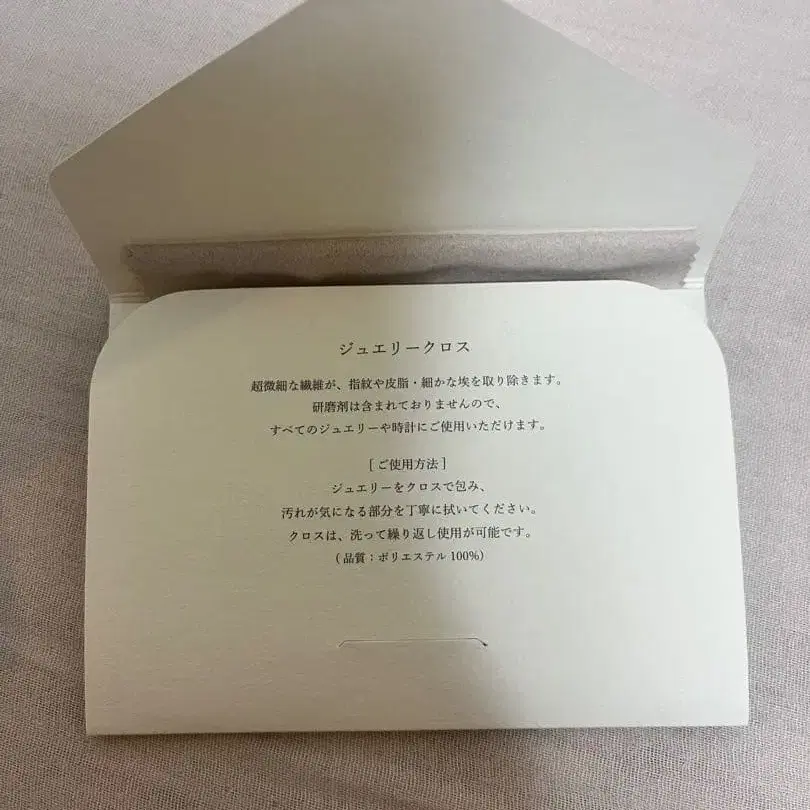 ジュエリークロス
超微細な繊維が、指紋や皮脂・細かな埃を取り除きます。
研磨剤は含まれておりませんので、
すべてのジュエリーや時計にご使用いただけます。
[ ご使用方法 ]
ジュエリーをクロスで包み、
汚れが気になる部分を丁寧に拭いてください。
クロスは、洗って繰り返し使用が可能です。
( 品質：ポリエステル 100%)